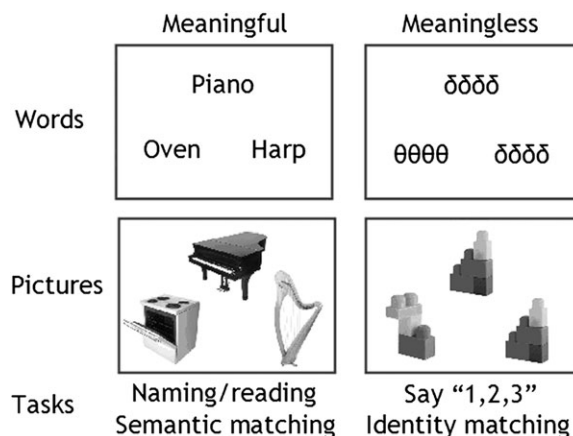 Meaningful Meaningless
Words
Piano
Oven Harp
δδδδ
θθθθ δδδδ
Pictures
Tasks
Naming/reading
Semantic matching
Say “1,2,3”
Identity matching